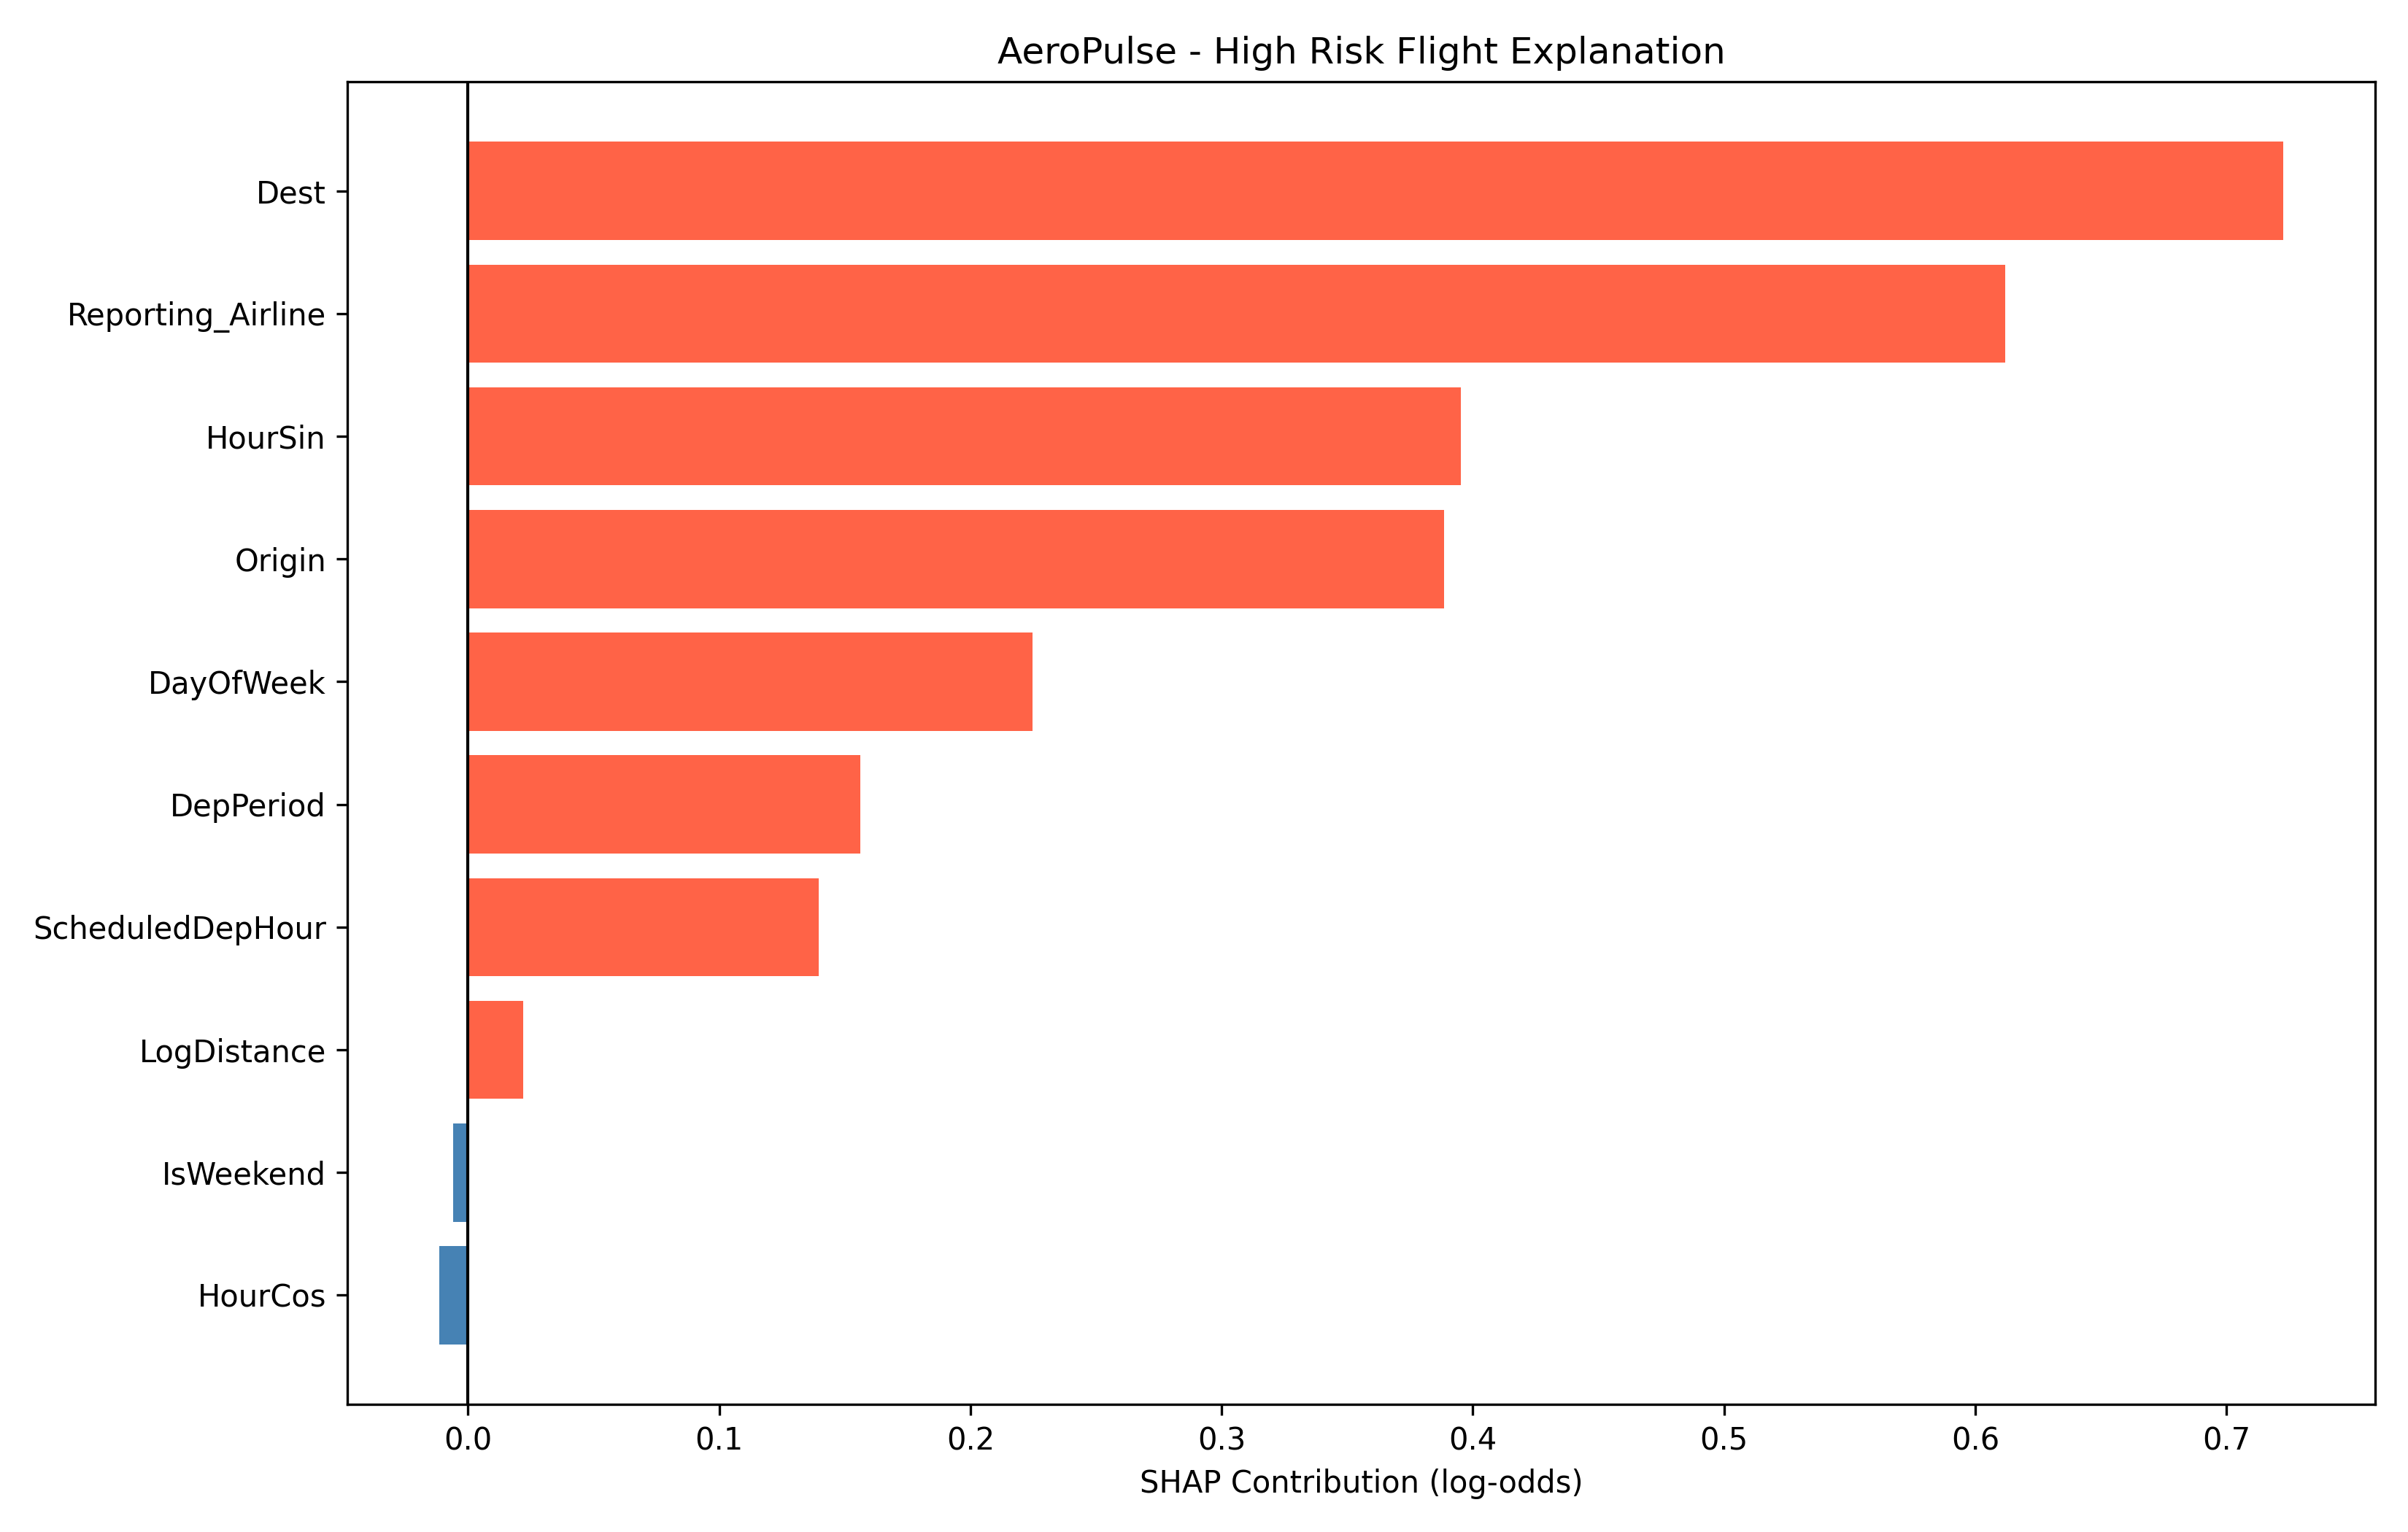 AeroPulse - High Risk Flight Explanation
Dest
Reporting_Airline
HourSin
Origin
DayOfWeek
DepPeriod
ScheduledDepHour
LogDistance
IsWeekend
HourCos
0.0 0.1 0.2 0.3 0.4 0.5 0.6 0.7
SHAP Contribution (log-odds)